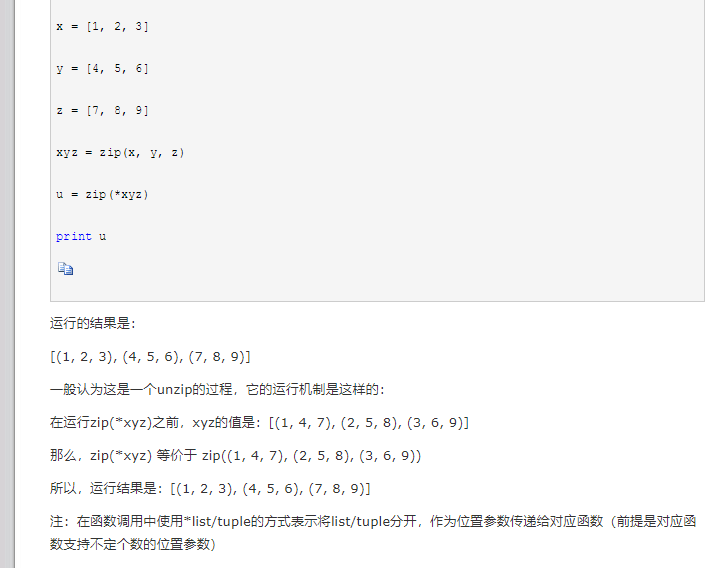 x = [1, 2, 3]
y = [4, 5, 6]
z = [7, 8, 9]
xyz = zip(x, y, z)
u = zip(*xyz)
print u
运行的结果是：
[(1, 2, 3), (4, 5, 6), (7, 8, 9)]
一般认为这是一个unzip的过程，它的运行机制是这样的：
在运行zip(*xyz)之前，xyz的值是：[(1, 4, 7), (2, 5, 8), (3, 6, 9)]
那么，zip(*xyz) 等价于 zip((1, 4, 7), (2, 5, 8), (3, 6, 9))
所以，运行结果是：[(1, 2, 3), (4, 5, 6), (7, 8, 9)]
注：在函数调用中使用*list/tuple的方式表示将list/tuple分开，作为位置参数传递给对应函数（前提是对应函
数支持不定个数的位置参数）